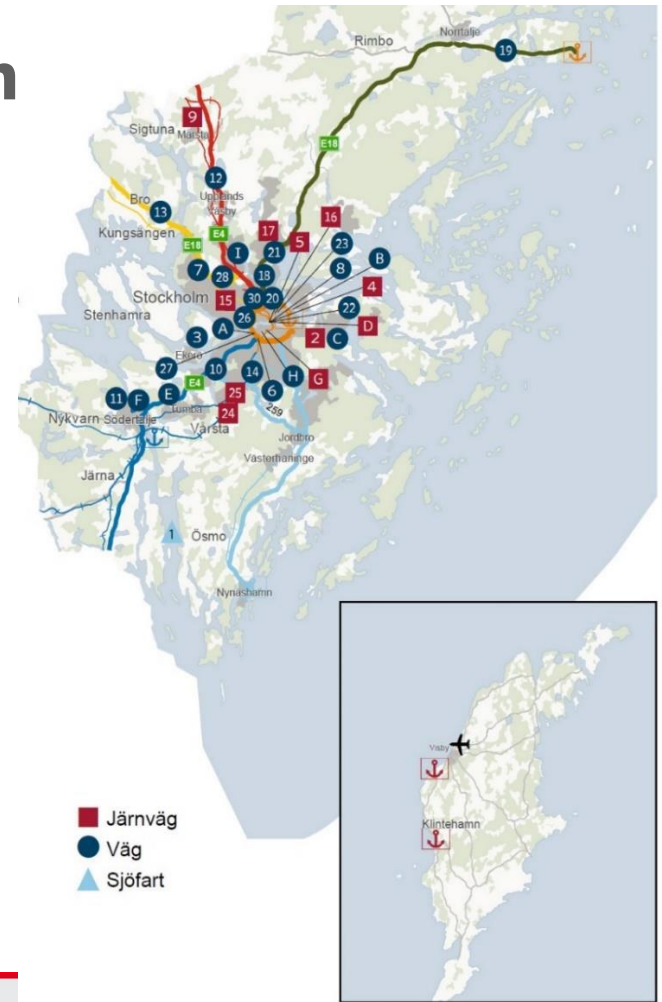 n
Norrtälje
Rimbo
19
9
Sigtuna Märsta
E18
12
Upplands
Väsby
Bro
13
16
Kungsängen
E4
17
5
23
E18
I
21
B
7
28
18
8
4
Stockholm
15
30
20
22
Stenhamra
26
D
3
A
2
C
Ekerö
27
10
14
H
G
E4
6
11
F
E
25
259
Tumba
24
Nykvarn Södertälje
Vårsta
Jordbro
Västerhaninge
Järna
1
Ösmo
Nynäshamn
Visby
Klintehamn
Järnväg
Väg
Sjöfart